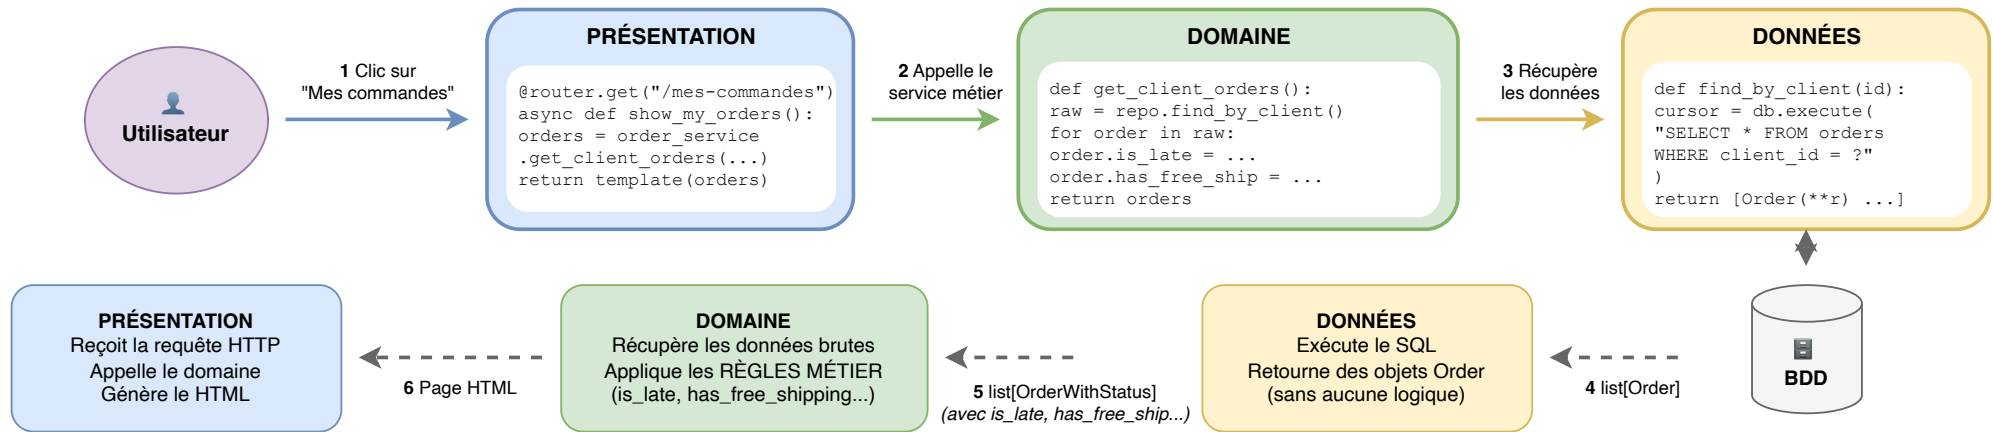 Utilisateur
1 Clic sur
"Mes commandes"
PRÉSENTATION
@router.get("/mes-commandes")
async def show_my_orders():
orders = order_service
.get_client_orders(...)
return template(orders)
2 Appelle le
service métier
DOMAINE
def get_client_orders():
raw = repo.find_by_client()
for order in raw:
order.is_late = ...
order.has_free_ship = ...
return orders
3 Récupère
les données
DONNÉES
def find_by_client(id):
cursor = db.execute(
"SELECT * FROM orders
WHERE client_id = ?"
)
return [Order(**r) ...]
PRÉSENTATION
Reçoit la requête HTTP
Appelle le domaine
Génère le HTML
6 Page HTML
DOMAINE
Récupère les données brutes
Applique les RÈGLES MÉTIER
(is_late, has_free_shipping...)
5 list[OrderWithStatus]
(avec is_late, has_free_ship...)
DONNÉES
Exécute le SQL
Retourne des objets Order
(sans aucune logique)
4 list[Order]
BDD